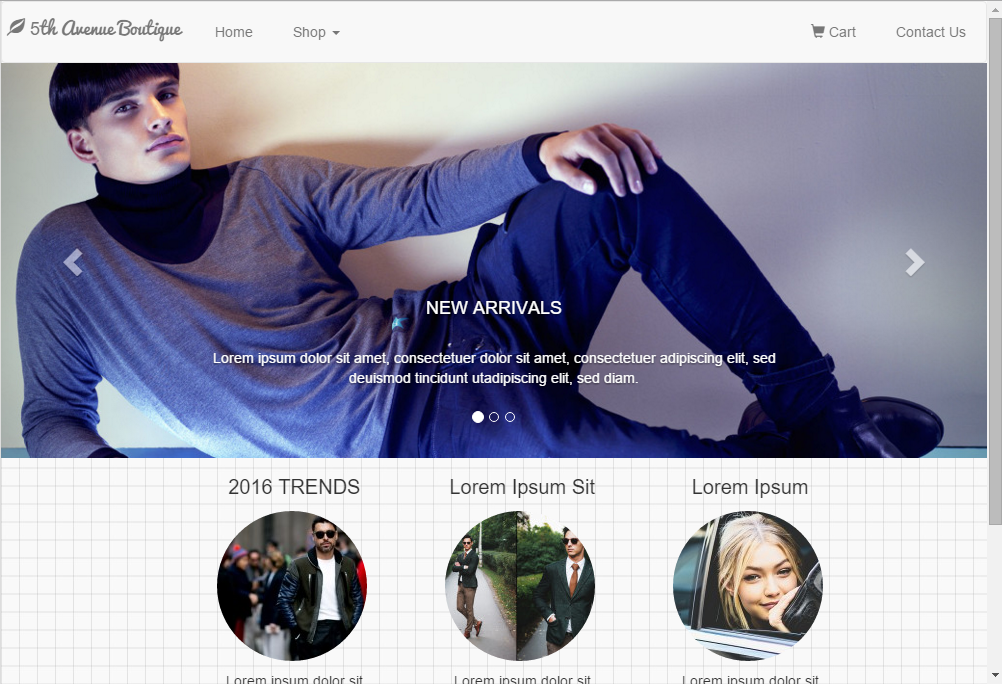 5th Avenue Boutique Home Shop Cart Contact Us
NEW ARRIVALS
Lorem ipsum dolor sit amet, consectetuer dolor sit amet, consectetuer adipiscing elit, sed
deuismod tincidunt utadipiscing elit, sed diam.
2016 TRENDS Lorem Ipsum Sit Lorem Ipsum
Lorem ipsum dolor sit Lorem ipsum dolor sit Lorem ipsum dolor sit